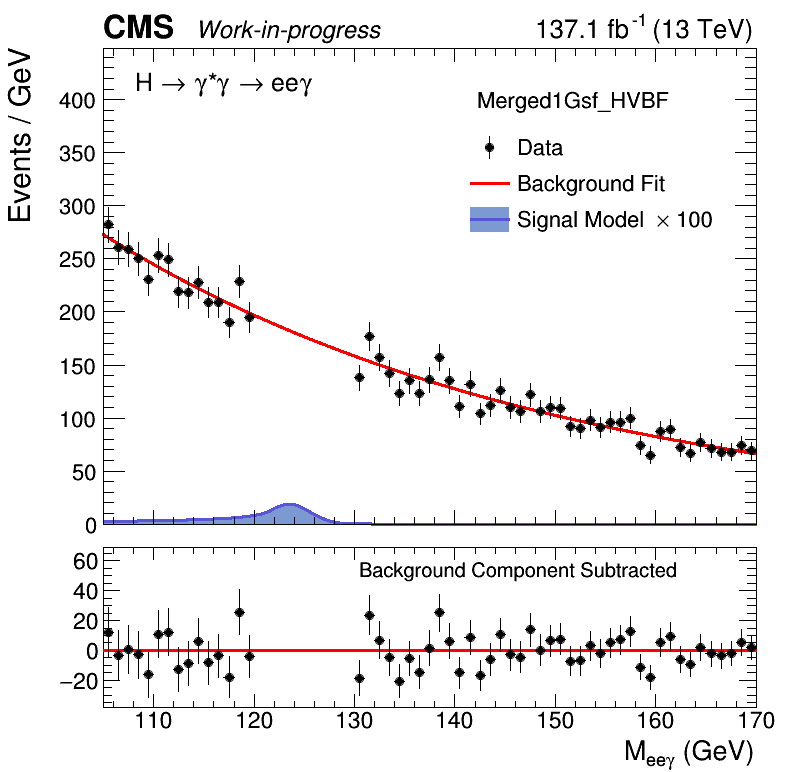 CMS Work-in-progress 137.1 fb⁻¹ (13 TeV)
H → γ*γ → eeγ
Merged1Gsf_HVBF
Data
Background Fit
Signal Model × 100
Events / GeV
400
350
300
250
200
150
100
50
0
Background Component Subtracted
60
40
20
0
−20
110 120 130 140 150 160 170
M_eeγ (GeV)